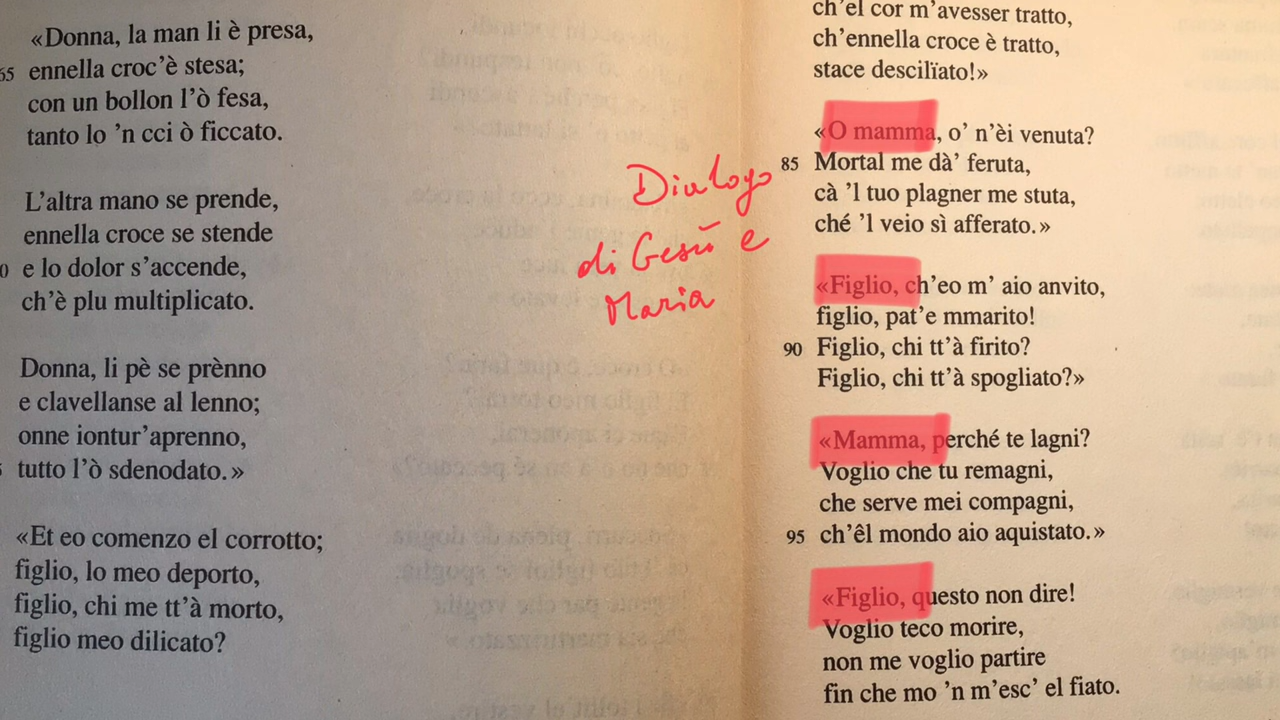 «Donna, la man li è presa,
65 ennella croc'è stesa;
con un bollon l'ò fesa,
tanto lo 'n cci ò ficcato.
L'altra mano se prende,
ennella croce se stende
0 e lo dolor s'accende,
ch'è plu multiplicato.
Donna, li pè se prènno
e clavellanse al lenno;
onne iontur'aprenno,
tutto l'ò sdenodato.»
«Et eo comenzo el corrotto;
figlio, lo meo deporto,
figlio, chi me tt'à morto,
figlio meo dilicato?
Dialogo
di Gesù e
Maria
ch'el cor m'avesser tratto,
ch'ennella croce è tratto,
stace descilïato!»
«O mamma, o' n'èi venuta?
85 Mortal me dà' feruta,
cà 'l tuo plagner me stuta,
ché 'l veio sì afferato.»
«Figlio, ch'eo m' aio anvito,
figlio, pat'e mmarito!
90 Figlio, chi tt'à firito?
Figlio, chi tt'à spogliato?»
«Mamma, perché te lagni?
Voglio che tu remagni,
che serve mei compagni,
95 ch'êl mondo aio aquistato.»
«Figlio, questo non dire!
Voglio teco morire,
non me voglio partire
fin che mo 'n m'esc' el fiato.